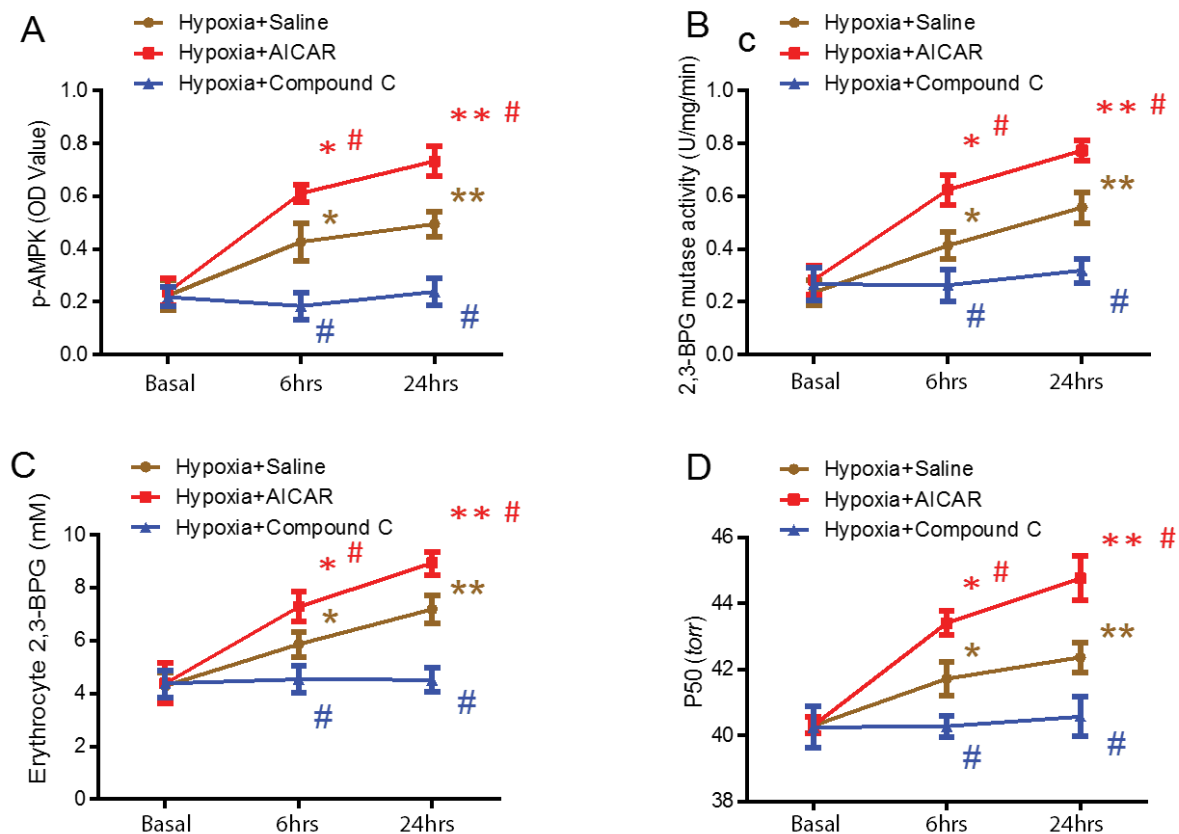 A
Hypoxia+Saline
Hypoxia+AICAR
Hypoxia+Compound C
p-AMPK (OD Value)
1.0
0.8
0.6
0.4
0.2
0.0
* #
** #
*
**
#
#
Basal 6hrs 24hrs
B
c
Hypoxia+Saline
Hypoxia+AICAR
Hypoxia+Compound C
2,3-BPG mutase activity (U/mg/min)
1.0
0.8
0.6
0.4
0.2
0.0
* #
** #
*
**
#
#
Basal 6hrs 24hrs
C
Hypoxia+Saline
Hypoxia+AICAR
Hypoxia+Compound C
Erythrocyte 2,3-BPG (mM)
10
8
6
4
2
0
* #
** #
*
**
#
#
Basal 6hrs 24hrs
D
Hypoxia+Saline
Hypoxia+AICAR
Hypoxia+Compound C
P50 (torr)
46
44
42
40
38
* #
** #
*
**
#
#
Basal 6hrs 24hrs